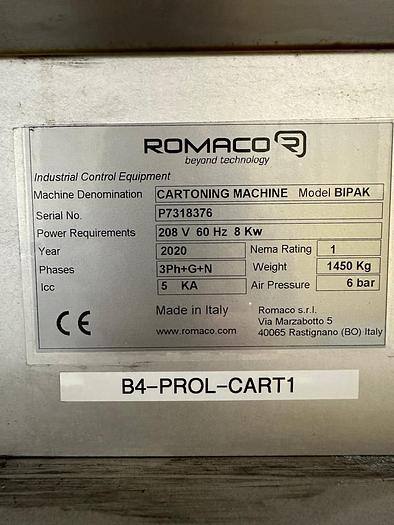 ROMACO R
beyond technology
Industrial Control Equipment
Machine Denomination CARTONING MACHINE Model BIPAK
Serial No. P7318376
Power Requirements 208 V 60 Hz 8 Kw
Year 2020 Nema Rating 1
Phases 3Ph+G+N Weight 1450 Kg
Icc 5 KA Air Pressure 6 bar
CE Made in Italy Romaco s.r.l.
Via Marzabotto 5
www.romaco.com 40065 Rastignano (BO) Italy
B4-PROL-CART1